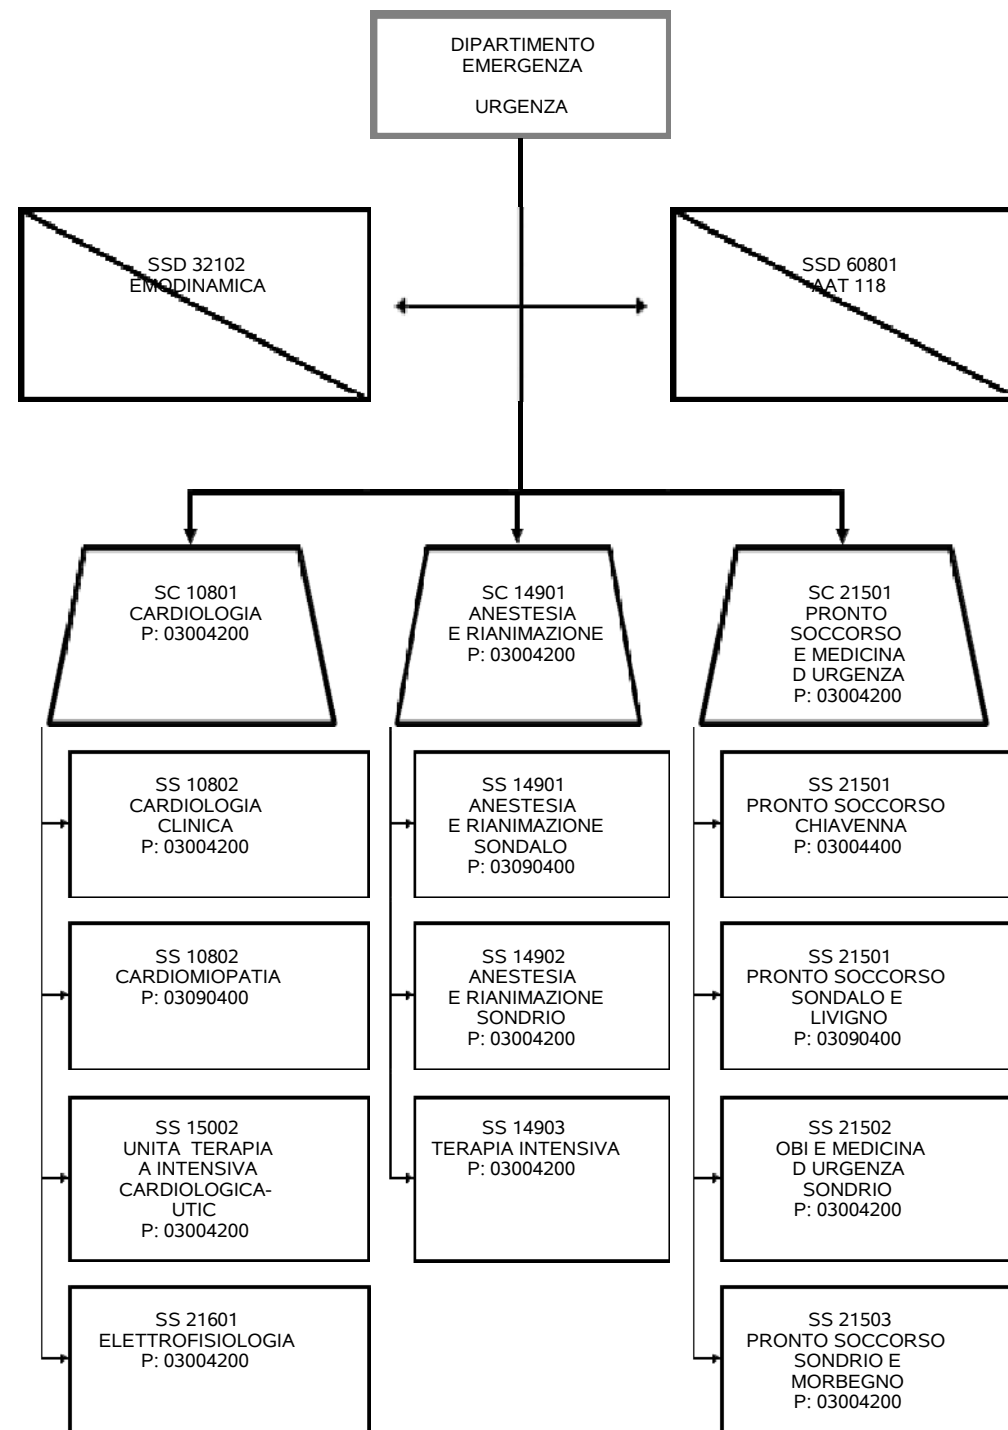 DIPARTIMENTO
EMERGENZA
URGENZA
SSD 32102
EMODINAMICA
SSD 60801
AAT 118
SC 10801
CARDIOLOGIA
P: 03004200
SC 14901
ANESTESIA
E RIANIMAZIONE
P: 03004200
SC 21501
PRONTO
SOCCORSO
E MEDICINA
D URGENZA
P: 03004200
SS 10802
CARDIOLOGIA
CLINICA
P: 03004200
SS 14901
ANESTESIA
E RIANIMAZIONE
SONDALO
P: 03090400
SS 21501
PRONTO SOCCORSO
CHIAVENNA
P: 03004400
SS 10802
CARDIOMIOPATIA
P: 03090400
SS 14902
ANESTESIA
E RIANIMAZIONE
SONDRIO
P: 03004200
SS 21501
PRONTO SOCCORSO
SONDALO E
LIVIGNO
P: 03090400
SS 15002
UNITA  TERAPIA
A INTENSIVA
CARDIOLOGICA-
UTIC
P: 03004200
SS 14903
TERAPIA INTENSIVA
P: 03004200
SS 21502
OBI E MEDICINA
D URGENZA
SONDRIO
P: 03004200
SS 21601
ELETTROFISIOLOGIA
P: 03004200
SS 21503
PRONTO SOCCORSO
SONDRIO E
MORBEGNO
P: 03004200